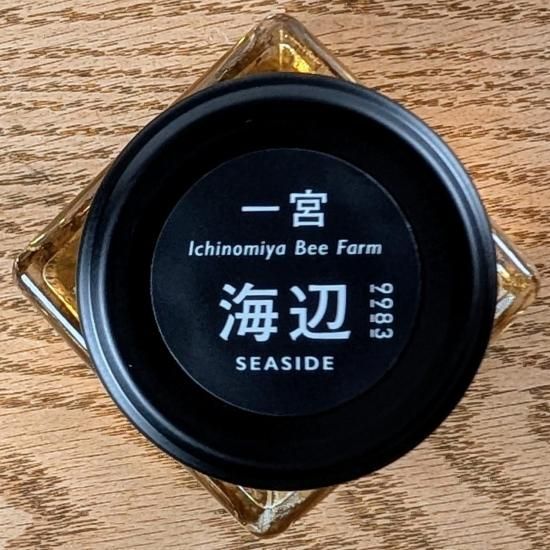 一宮
Ichinomiya Bee Farm
海辺
SEASIDE